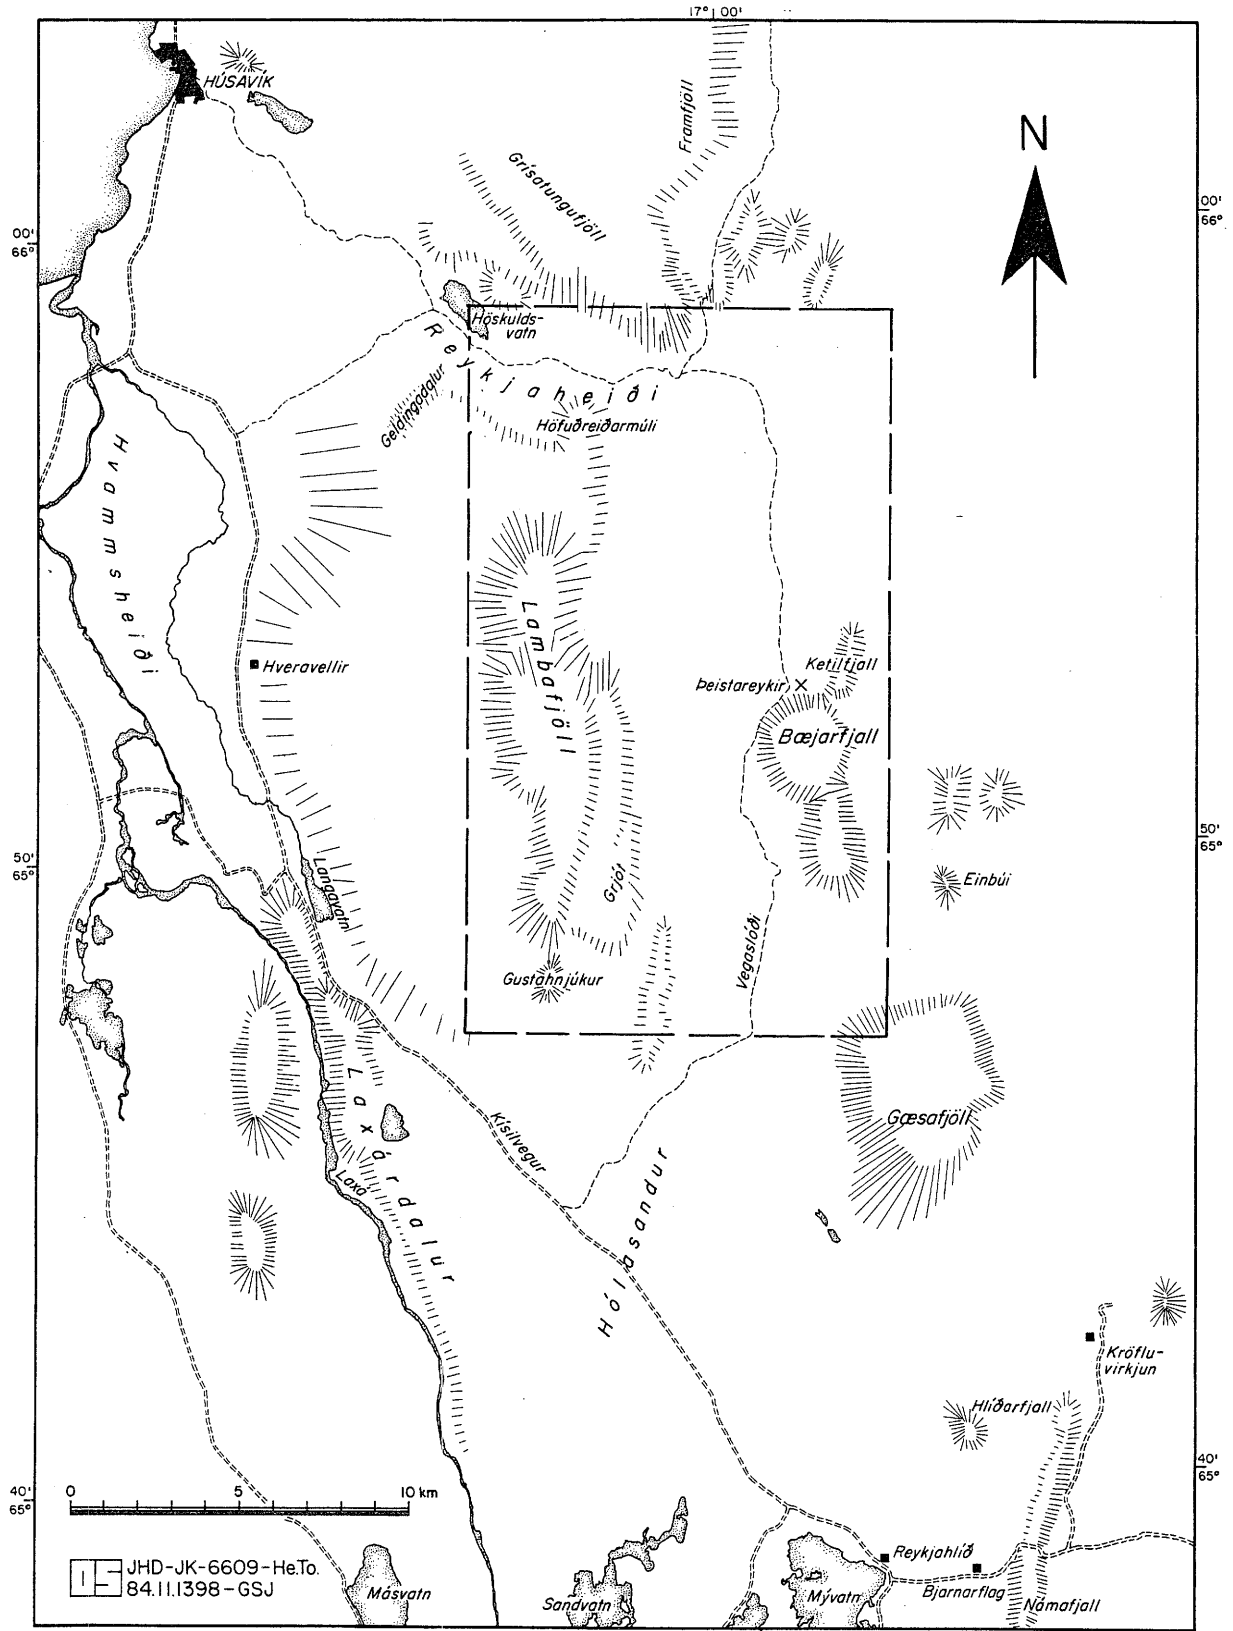 17° 00'
HÚSAVÍK
Framfjöll
N
Grísatungufjöll
00'
66°
00'
66°
Höskulds-
vatn
Reykjaheiði
Geldingadalur
Höfuðreiðarmúli
Hvammsheiði
Lambafjöll
Hveravellir
Ketilfjall
Þeistareykir
Bæjarfjall
50'
65°
50'
65°
Langavatn
Grjót
Einbúi
Vegaslóði
Gustahnjúkur
Laxárdalur
Gæsafjöll
Kísilvegur
Laxá
Hólasandur
Kröflu-
virkjun
Hlíðarfjall
40'
65°
40'
65°
0 5 10 km
OS
JHD-JK-6609-He.To.
84.11.1398-GSJ
Reykjahlíð
Másvatn
Sandvatn
Mývatn
Bjarnarflag
Námafjall